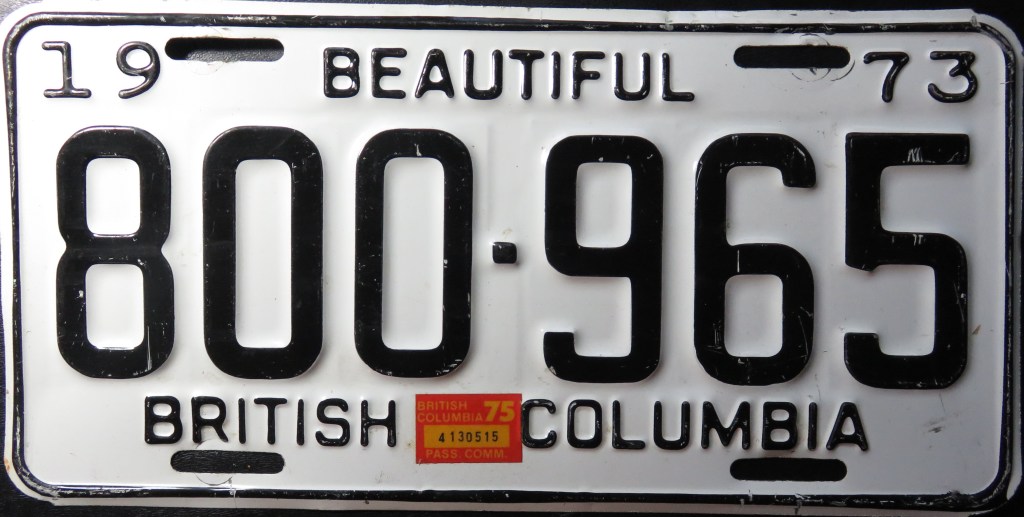 19 BEAUTIFUL 73
800·965
BRITISH COLUMBIA
BRITISH
COLUMBIA 75
4130515
PASS. COMM.